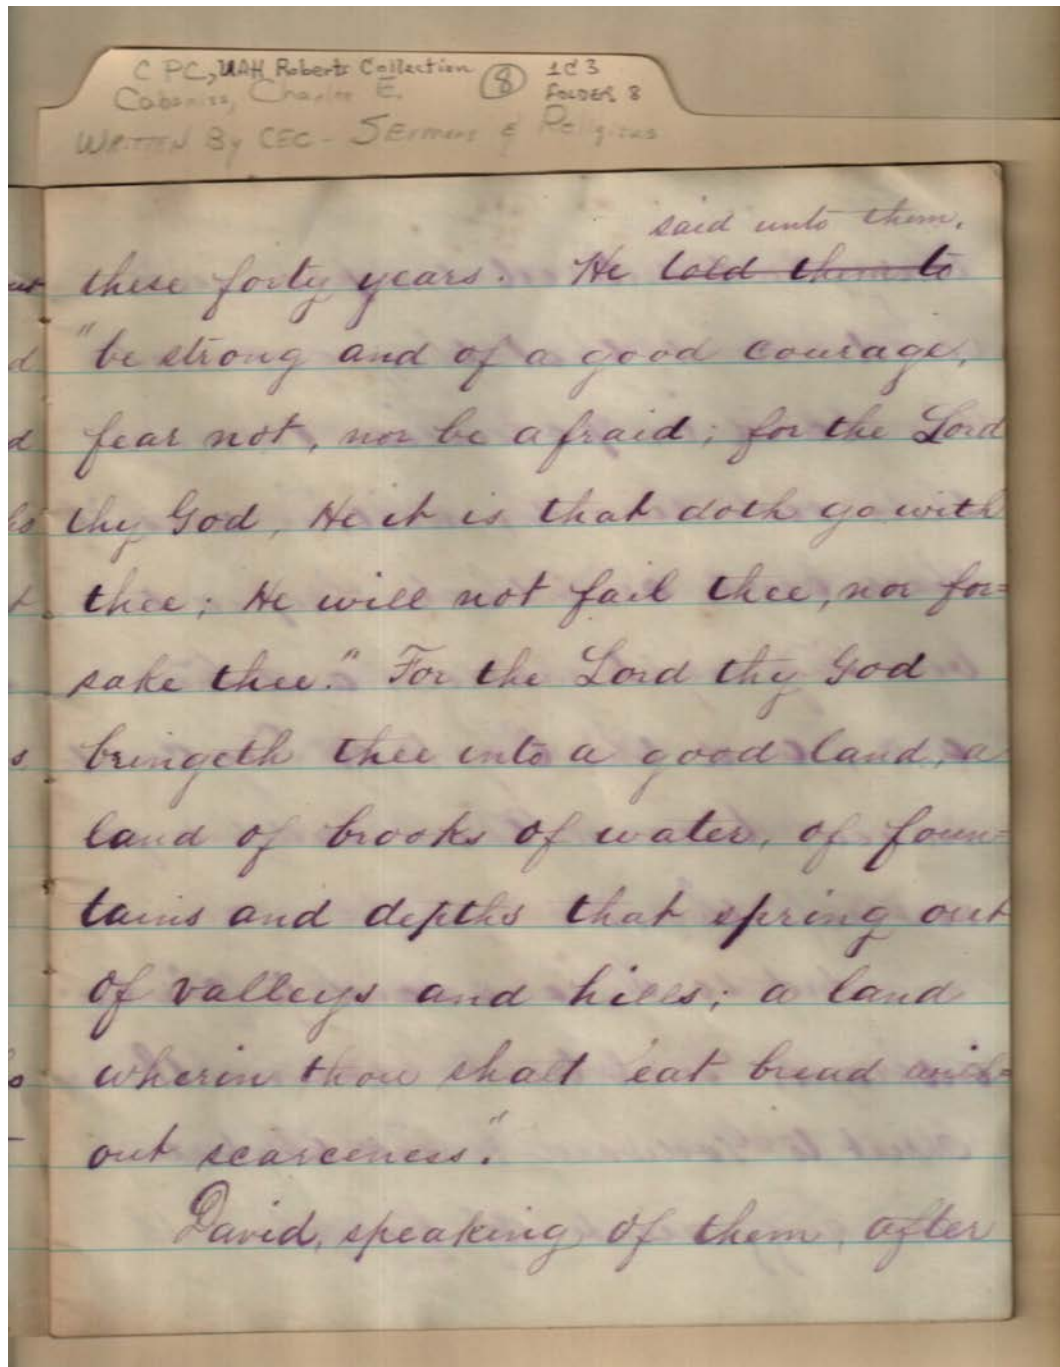 C PC, UAH Roberts Collection (8) 1C3
Cabaniss, Charles E. FOLDER 8
WRITTEN By CEC - SERMONS & Religious
said unto them,
these forty years. He told them to
"be strong and of a good courage,
fear not, nor be afraid; for the Lord
thy God, He it is that doth go with
thee; He will not fail thee, nor for=
sake thee." For the Lord thy God
bringeth thee into a good land, a
land of brooks of water, of foun=
tains and depths that spring out
of valleys and hills; a land
wherin thou shalt eat bread with=
out scarceness."
David, speaking of them, after